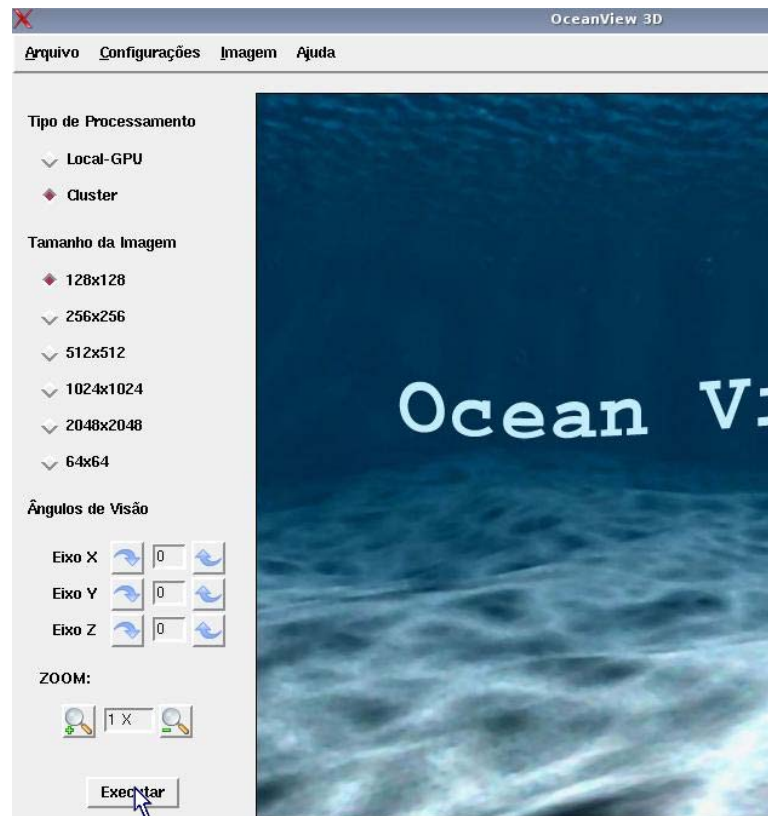 OceanView 3D
Arquivo Configurações Imagem Ajuda
Tipo de Processamento
Local-GPU
Cluster
Tamanho da Imagem
128x128
256x256
512x512
1024x1024
2048x2048
64x64
Ângulos de Visão
Eixo X 0
Eixo Y 0
Eixo Z 0
ZOOM:
1 X
Executar
Ocean